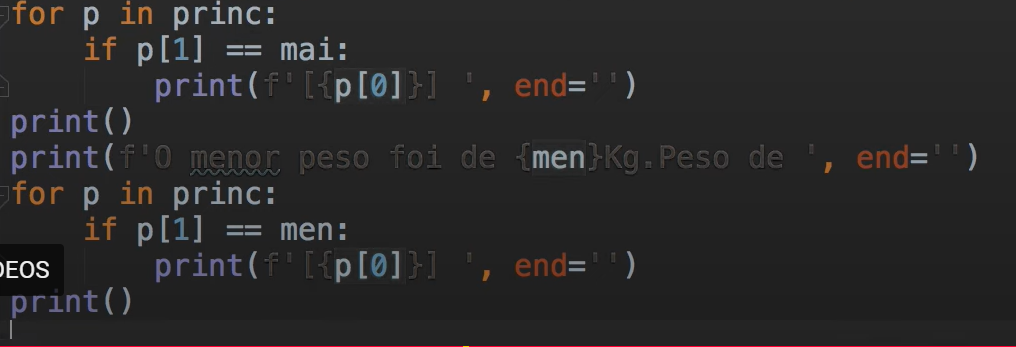 for p in princ:
    if p[1] == mai:
        print(f'[{p[0]}] ', end='')
print()
print(f'O menor peso foi de {men}Kg.Peso de ', end='')
for p in princ:
    if p[1] == men:
        print(f'[{p[0]}] ', end='')
DEOS
print()